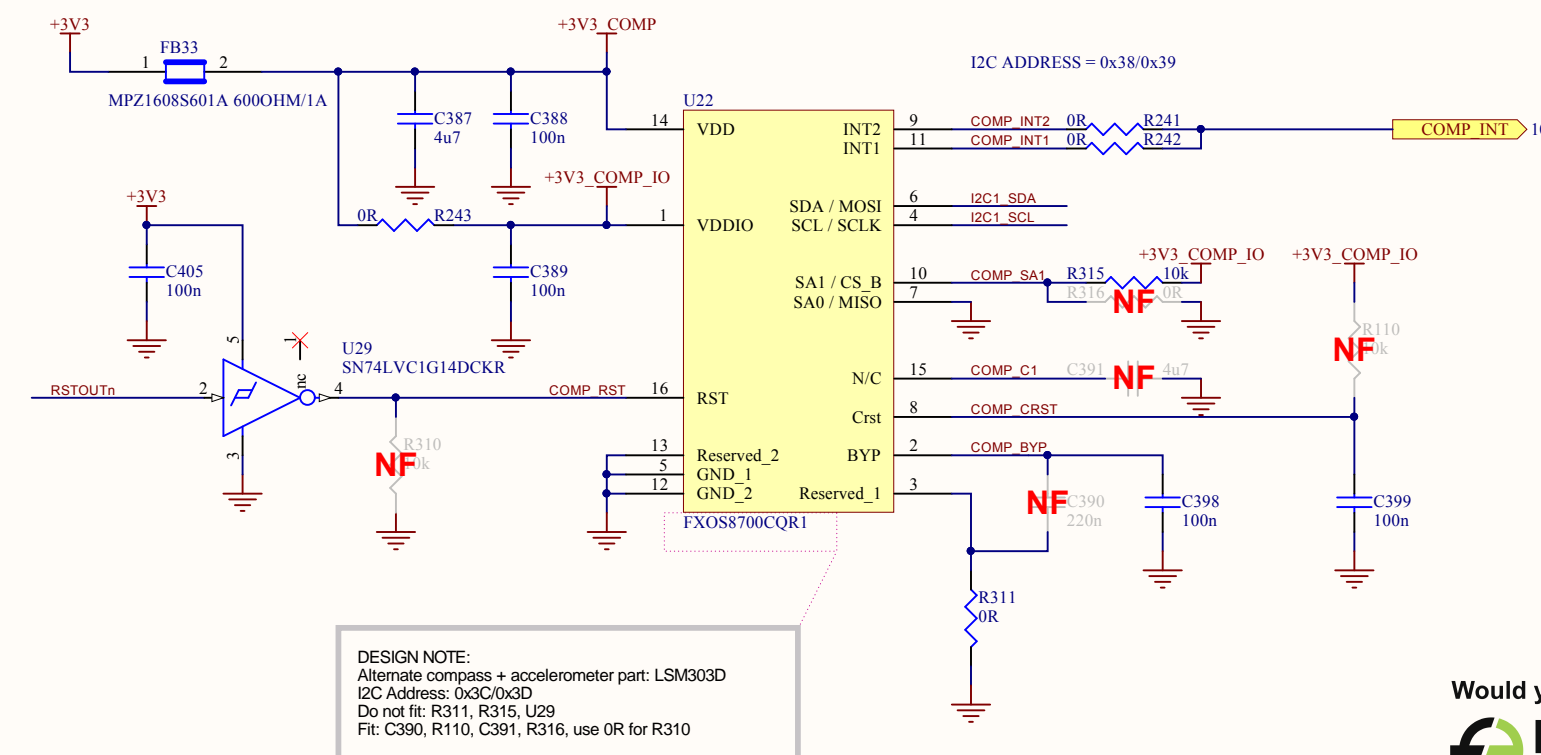 +3V3
FB33
1
2
MPZ1608S601A 600OHM/1A
+3V3_COMP
I2C ADDRESS = 0x38/0x39
C387
4u7
C388
100n
+3V3_COMP_IO
0R
R243
C389
100n
+3V3
C405
100n
U22
14
VDD
1
VDDIO
16
RST
13
Reserved_2
5
GND_1
12
GND_2
INT2
9
COMP_INT2
0R
R241
INT1
11
COMP_INT1
0R
R242
COMP_INT
SDA / MOSI
6
I2C1_SDA
SCL / SCLK
4
I2C1_SCL
SA1 / CS_B
10
COMP_SA1
R315
10k
+3V3_COMP_IO
SA0 / MISO
7
R316
NF
0R
+3V3_COMP_IO
R110
NF
N/C
15
COMP_C1
C391
NF
4u7
Crst
8
COMP_CRST
BYP
2
COMP_BYP
Reserved_1
3
NF
C390
220n
C398
100n
C399
100n
FXOS8700CQR1
R311
0R
RSTOUTn
2
5
1
nc
3
4
U29
SN74LVC1G14DCKR
COMP_RST
R310
NF
DESIGN NOTE:
Alternate compass + accelerometer part: LSM303D
I2C Address: 0x3C/0x3D
Do not fit: R311, R315, U29
Fit: C390, R110, C391, R316, use 0R for R310
Would